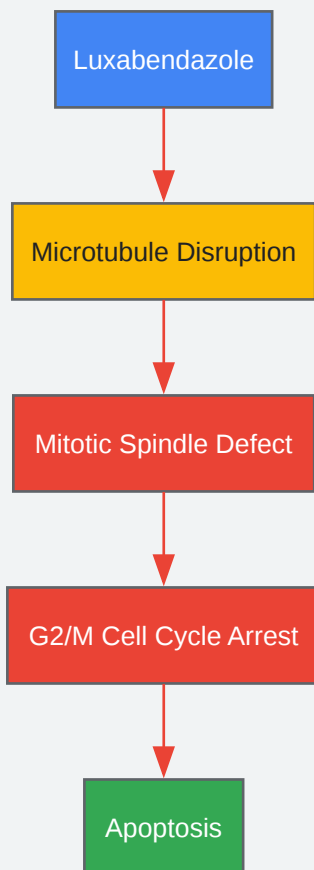 Luxabendazole
Microtubule Disruption
Mitotic Spindle Defect
G2/M Cell Cycle Arrest
Apoptosis